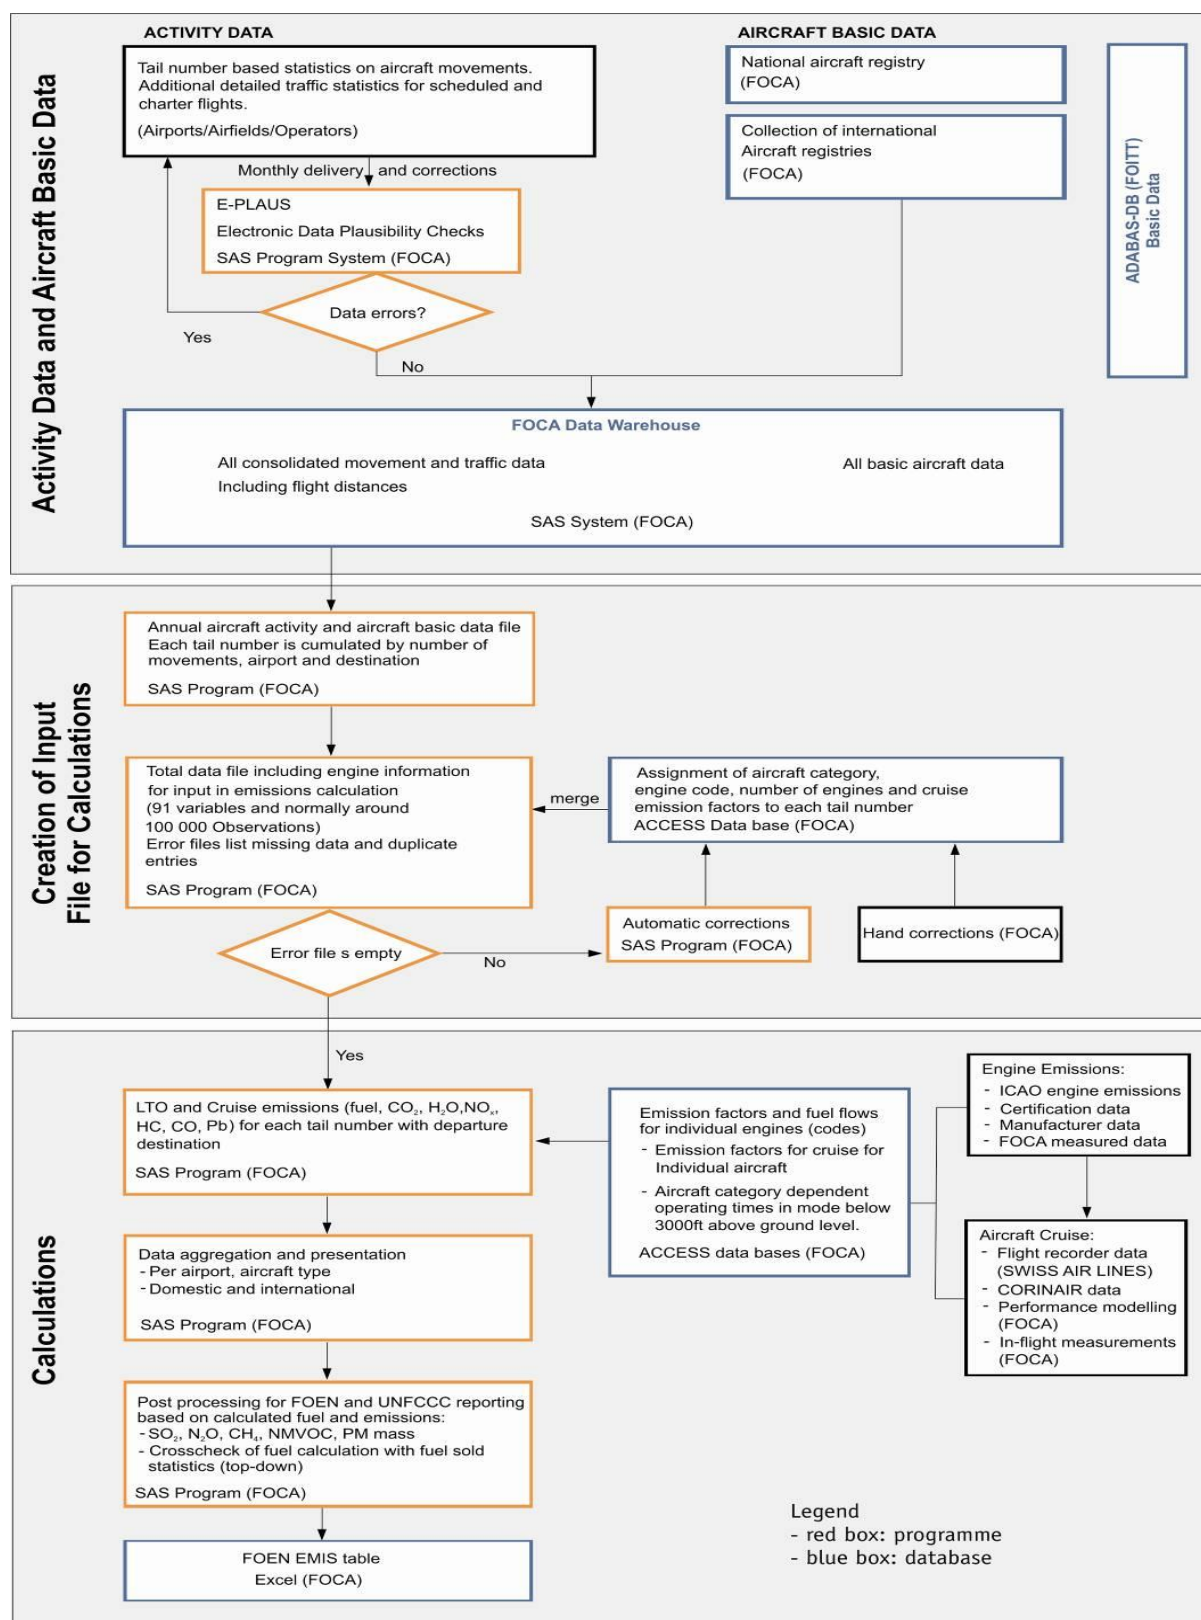 Activity Data and Aircraft Basic Data
ACTIVITY DATA
Tail number based statistics on aircraft movements.
Additional detailed traffic statistics for scheduled and
charter flights.
(Airports/Airfields/Operators)
Monthly delivery and corrections
E-PLAUS
Electronic Data Plausibility Checks
SAS Program System (FOCA)
Data errors?
Yes
No
AIRCRAFT BASIC DATA
National aircraft registry
(FOCA)
Collection of international
Aircraft registries
(FOCA)
ADABAS-DB (FOITT)
Basic Data
FOCA Data Warehouse
All consolidated movement and traffic data
Including flight distances
All basic aircraft data
SAS System (FOCA)
Creation of Input
File for Calculations
Annual aircraft activity and aircraft basic data file
Each tail number is cumulated by number of
movements, airport and destination
SAS Program (FOCA)
Total data file including engine information
for input in emissions calculation
(91 variables and normally around
100 000 Observations)
Error files list missing data and duplicate
entries
SAS Program (FOCA)
merge
Assignment of aircraft category,
engine code, number of engines and cruise
emission factors to each tail number
ACCESS Data base (FOCA)
Error file s empty
No
Automatic corrections
SAS Program (FOCA)
Hand corrections (FOCA)
Calculations
Yes
LTO and Cruise emissions (fuel, CO₂, H₂O,NOₓ,
HC, CO, Pb) for each tail number with departure
destination
SAS Program (FOCA)
Emission factors and fuel flows
for individual engines (codes)
- Emission factors for cruise for
Individual aircraft
- Aircraft category dependent
operating times in mode below
3000ft above ground level.
ACCESS data bases (FOCA)
Engine Emissions:
- ICAO engine emissions
- Certification data
- Manufacturer data
- FOCA measured data
Aircraft Cruise:
- Flight recorder data
(SWISS AIR LINES)
- CORINAIR data
- Performance modelling
(FOCA)
- In-flight measurements
(FOCA)
Data aggregation and presentation
- Per airport, aircraft type
- Domestic and international
SAS Program (FOCA)
Post processing for FOEN and UNFCCC reporting
based on calculated fuel and emissions:
- SO₂, N₂O, CH₄, NMVOC, PM mass
- Crosscheck of fuel calculation with fuel sold
statistics (top-down)
SAS Program (FOCA)
FOEN EMIS table
Excel (FOCA)
Legend
- red box: programme
- blue box: database